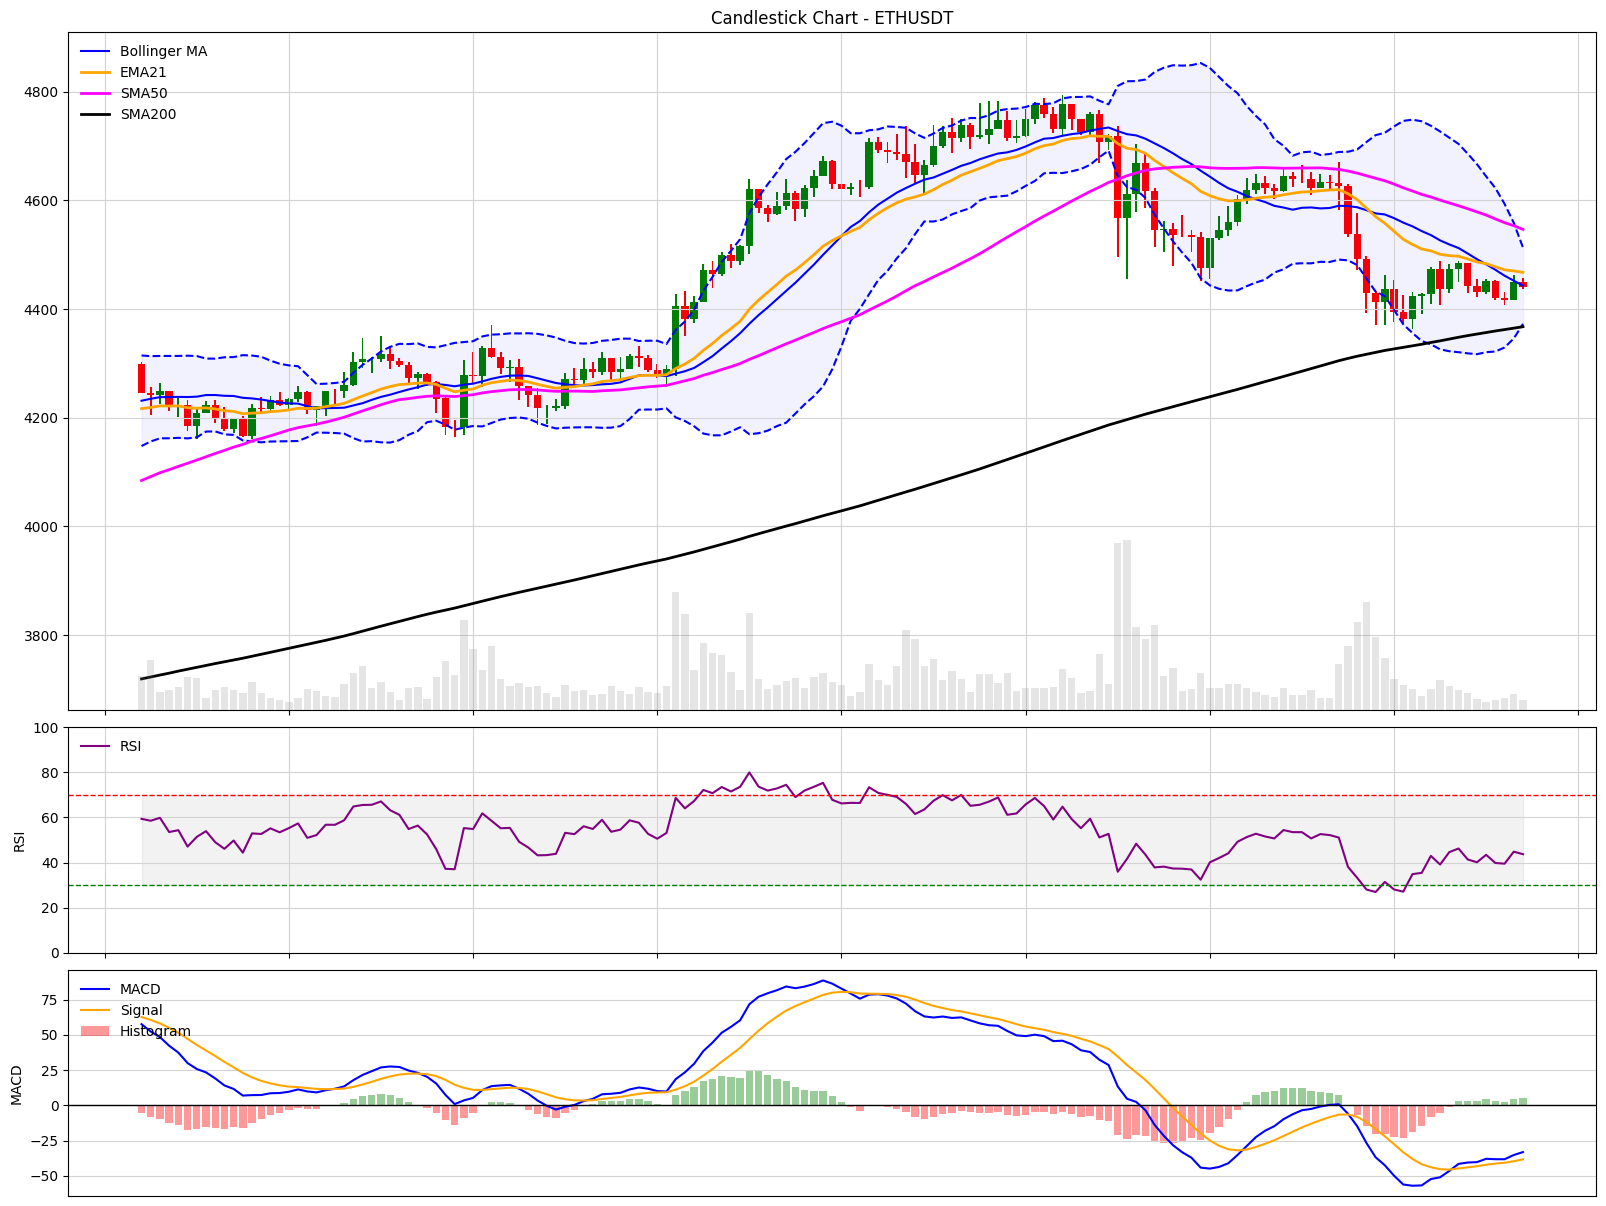 Candlestick Chart - ETHUSDT
Bollinger MA
EMA21
SMA50
SMA200
4800
4600
4400
4200
4000
3800
100
RSI
80
60
RSI
40
20
0
MACD
Signal
Histogram
75
50
25
MACD
0
−25
−50